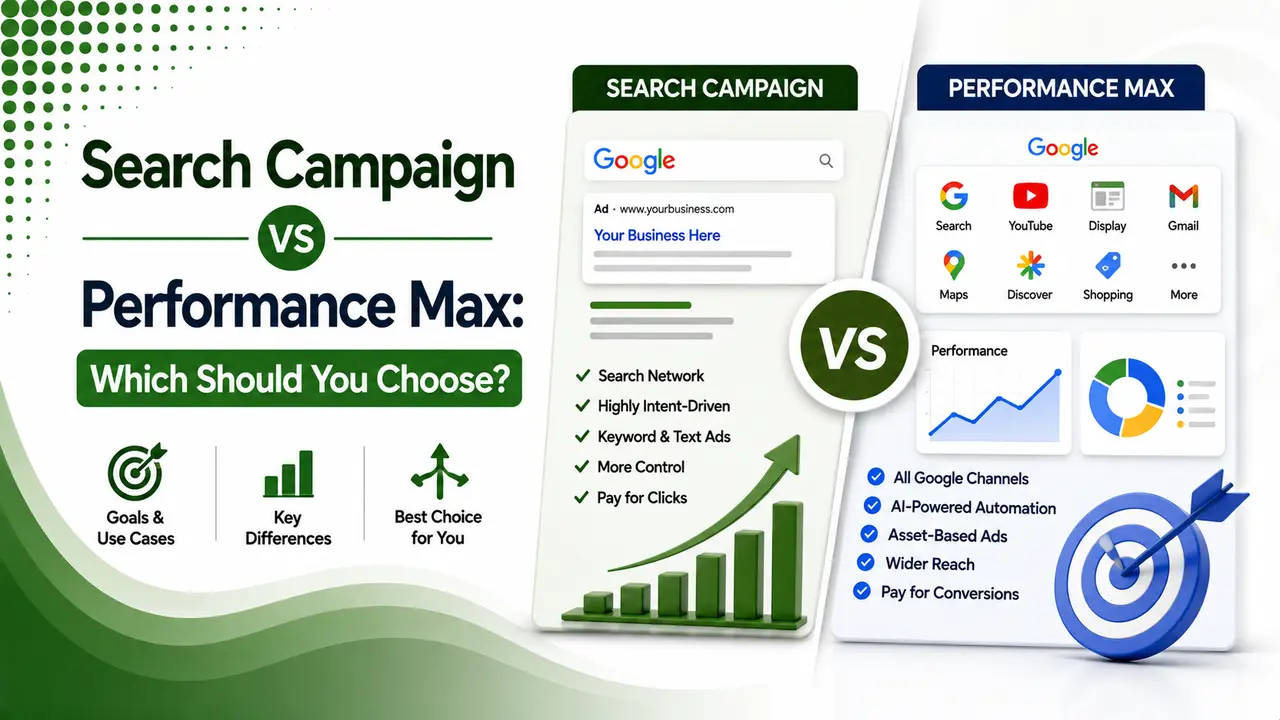 Search Campaign
VS
Performance Max:
Which Should You Choose?
Goals &
Use Cases
Key
Differences
Best Choice
for You
SEARCH CAMPAIGN
Google
Ad · www.yourbusiness.com
Your Business Here
Search Network
Highly Intent-Driven
Keyword & Text Ads
More Control
Pay for Clicks
VS
PERFORMANCE MAX
Google
Search
YouTube
Display
Gmail
Maps
Discover
Shopping
More
Performance
All Google Channels
AI-Powered Automation
Asset-Based Ads
Wider Reach
Pay for Conversions